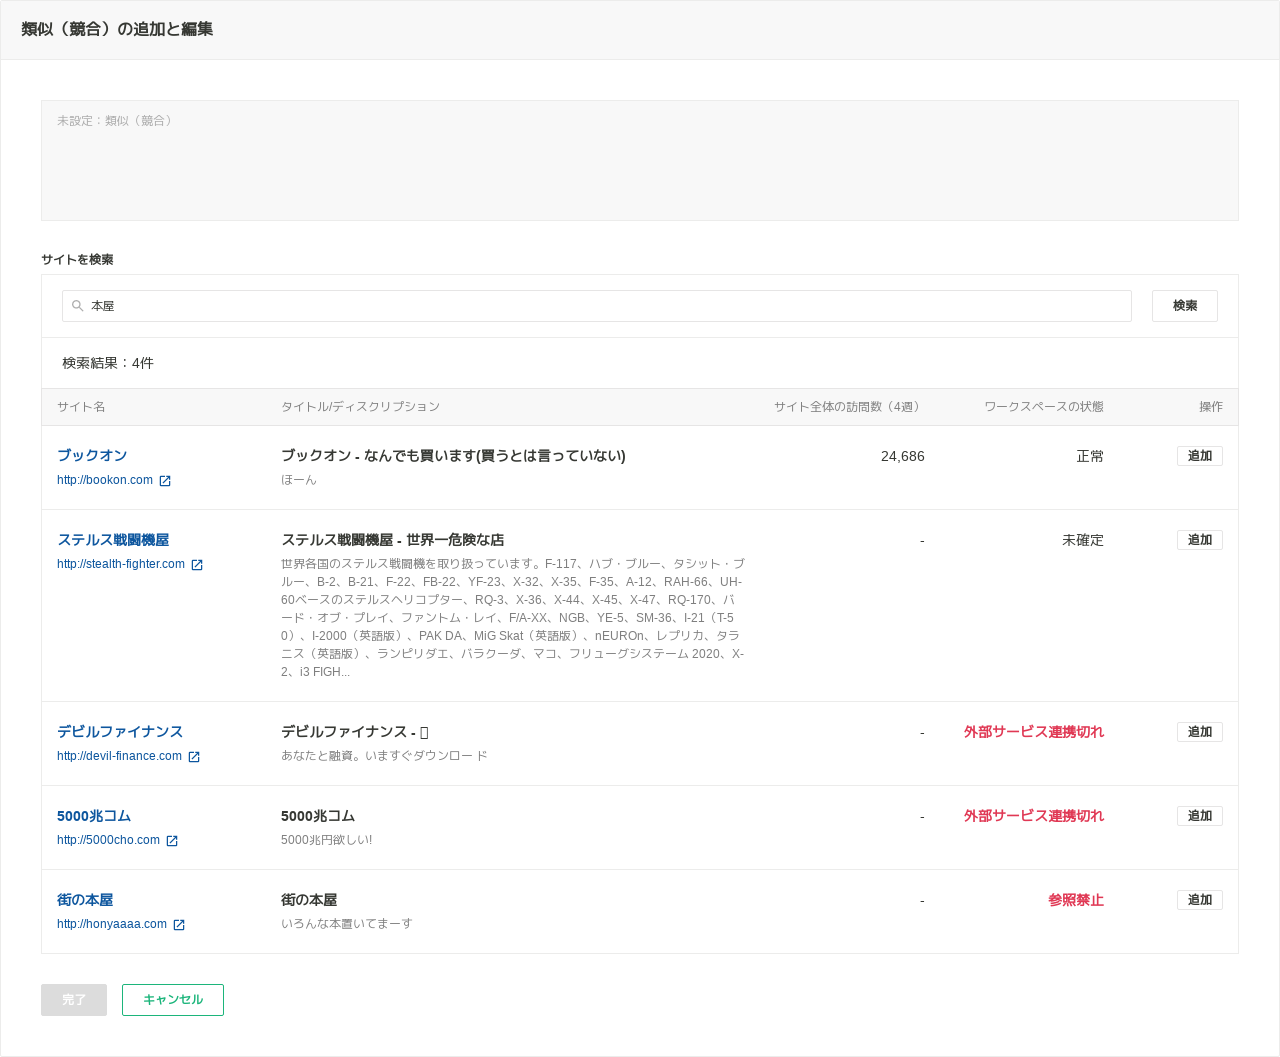 類似（競合）の追加と編集
未設定：類似（競合）
サイトを検索
本屋
検索
検索結果：4件
サイト名 タイトル/ディスクリプション サイト全体の訪問数（4週） ワークスペースの状態 操作
ブックオン ブックオン - なんでも買います(買うとは言っていない) 24,686 正常 追加
http://bookon.com ほーん
ステルス戦闘機屋 ステルス戦闘機屋 - 世界一危険な店 - 未確定 追加
http://stealth-fighter.com 世界各国のステルス戦闘機を取り扱っています。F-117、ハブ・ブルー、タシット・ブ
ルー、B-2、B-21、F-22、FB-22、YF-23、X-32、X-35、F-35、A-12、RAH-66、UH-
60ベースのステルスヘリコプター、RQ-3、X-36、X-44、X-45、X-47、RQ-170、バ
ード・オブ・プレイ、ファントム・レイ、F/A-XX、NGB、YE-5、SM-36、I-21（T-5
0）、I-2000（英語版）、PAK DA、MiG Skat（英語版）、nEUROn、レプリカ、タラ
ニス（英語版）、ランピリダエ、バラクーダ、マコ、フリューグシステーム 2020、X-
2、i3 FIGH...
デビルファイナンス デビルファイナンス - - 外部サービス連携切れ 追加
http://devil-finance.com あなたと融資。いますぐダウンロー ド
5000兆コム 5000兆コム - 外部サービス連携切れ 追加
http://5000cho.com 5000兆円欲しい!
街の本屋 街の本屋 - 参照禁止 追加
http://honyaaaa.com いろんな本置いてまーす
完了 キャンセル